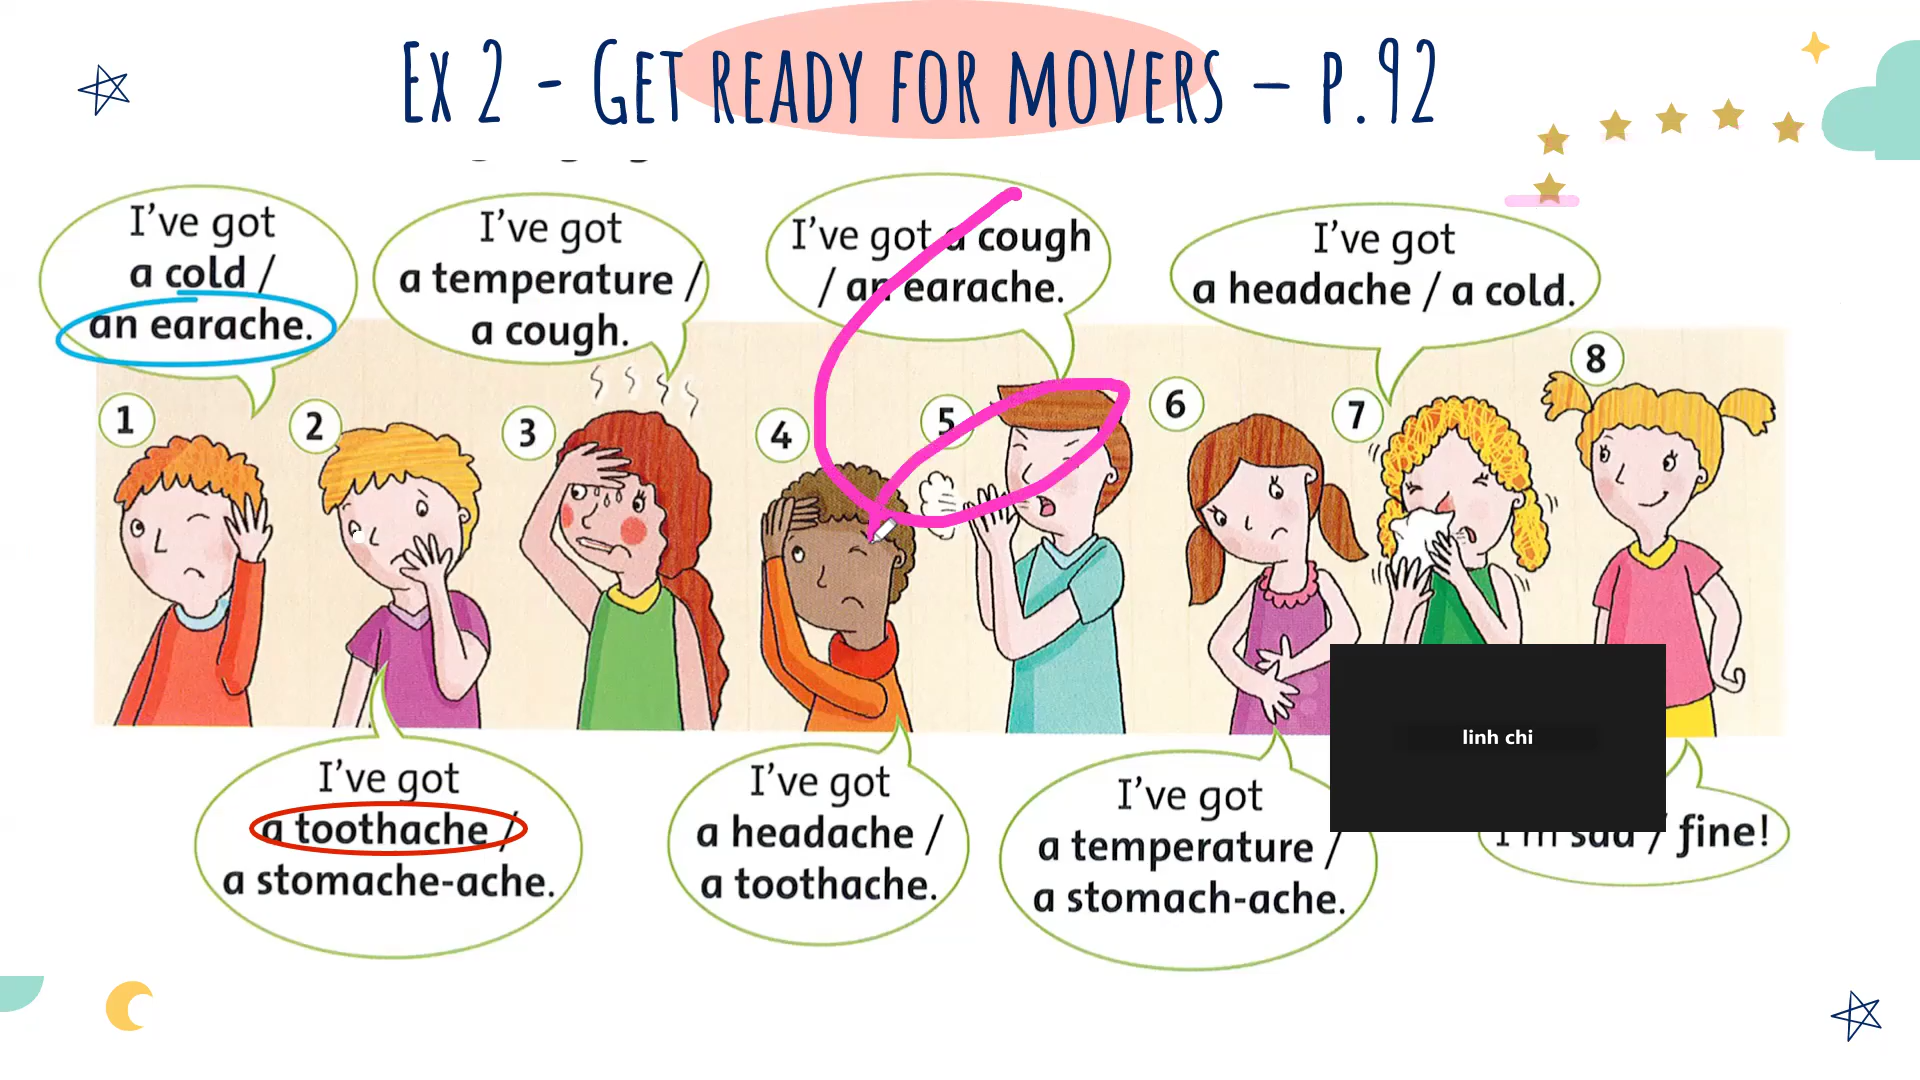 EX 2 - GET READY FOR MOVERS – P.92
I've got
a cold /
an earache.
I've got
a temperature /
a cough.
I've got a cough
/ an earache.
I've got
a headache / a cold.
1
2
3
4
5
6
7
8
I've got
a toothache /
a stomache-ache.
I've got
a headache /
a toothache.
I've got
a temperature /
a stomach-ache.
linh chi
I'm sad / fine!